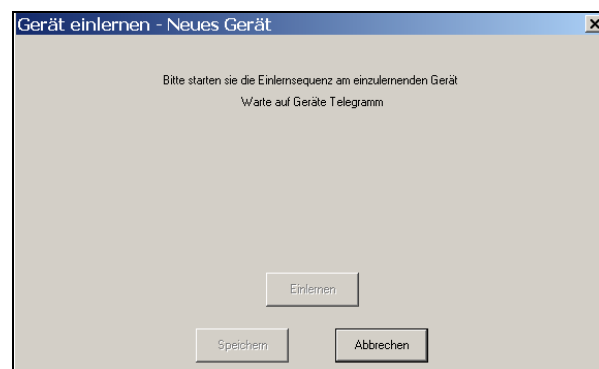 Gerät einlernen - Neues Gerät
Bitte starten sie die Einlernsequenz am einzulernenden Gerät
Warte auf Geräte Telegramm
Einlernen
Speichern
Abbrechen